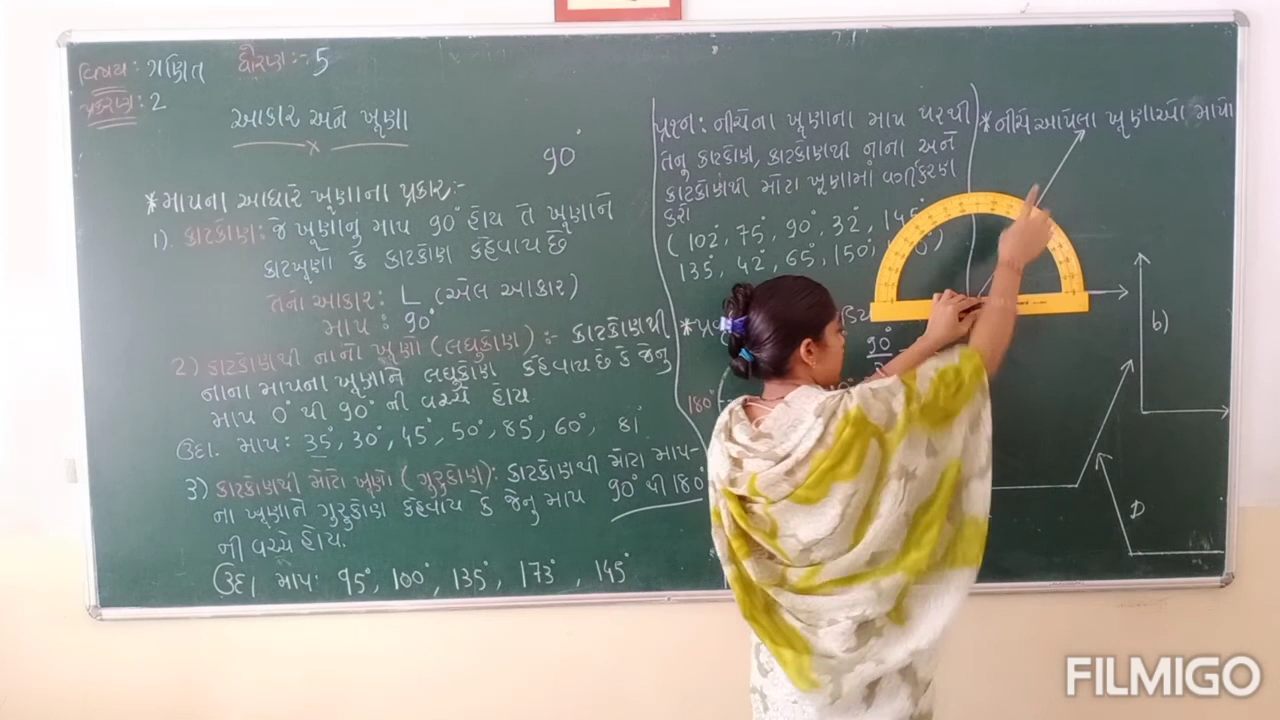 વિષય: ગણિત ધોરણ:- 5
પ્રકરણ: 2
આકાર અને ખૂણા
90°
*માપના આધારે ખૂણાના પ્રકાર:-
1). કાટકોણ: જે ખૂણાનું માપ 90° હોય તે ખૂણાને
કાટખૂણો કે કાટકોણ કહેવાય છે
તેના આકાર: L (એલ આકાર)
માપ: 90°
2) કાટકોણથી નાનો ખૂણો (લઘુકોણ) :- કાટકોણથી
નાના માપના ખૂણાને લઘુકોણ કહેવાય છે કે જેનુ
માપ 0° થી 90° ની વચ્ચે હોય.
ઉદા. માપ: 35°, 30°, 45°, 50°, 85°, 60°,
3) કાટકોણથી મોટો ખૂણો (ગુરુકોણ): કાટકોણથી મોટા માપ-
ના ખૂણાને ગુરુકોણ કહેવાય કે જેનુ માપ 90° થી 180°
ની વચ્ચે હોય.
ઉદા માપ: 95°, 100°, 135°, 173°, 145°
પ્રશ્ન: નીચેના ખૂણાના માપ પરથી
તેનુ કાટકોણ, કાટકોણથી નાના અને
કાટકોણથી મોટા ખૂણામાં વર્ગીકરણ
કરો
(102°, 75°, 90°, 32°, 145°
135°, 42°, 65°, 150°,
90°
180°
*નીચે આપેલા ખૂણાઓ માપો
b)
D
FILMIGO